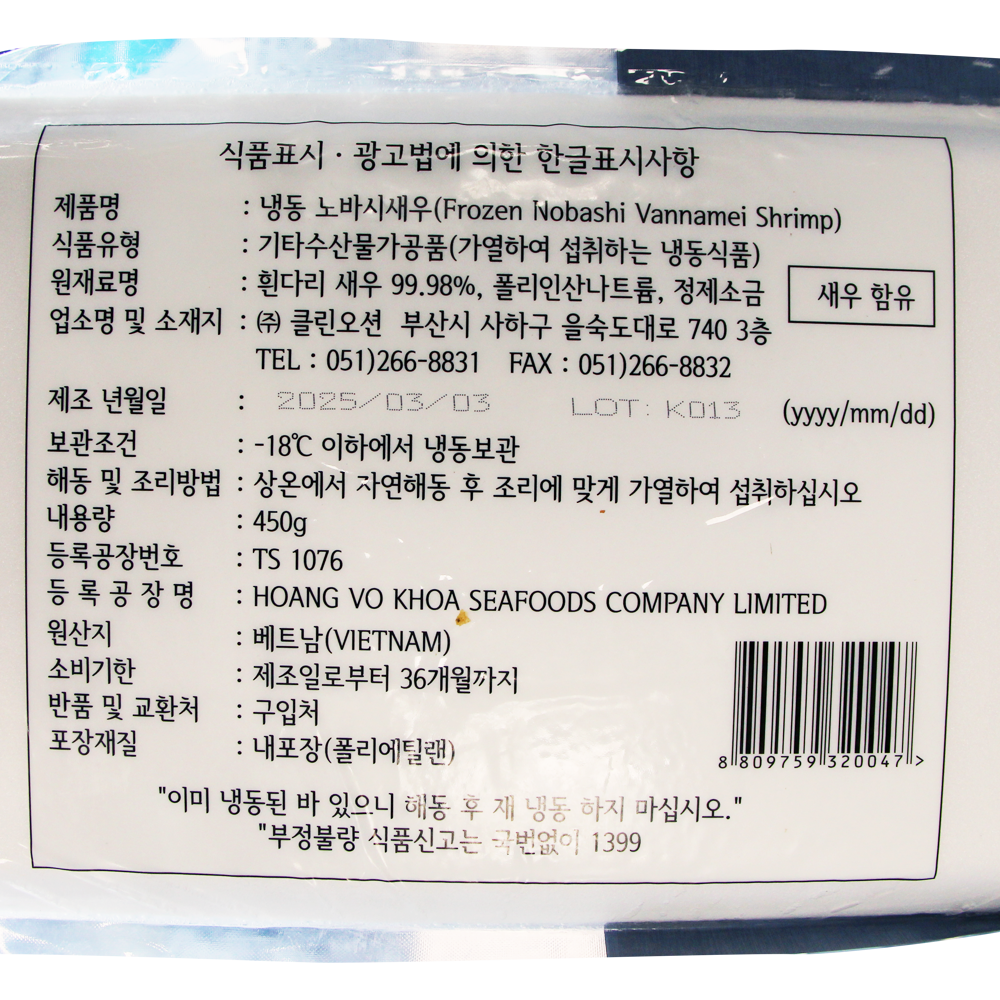 식품표시·광고법에 의힌 한글표시사항
제품명 : 냉동 노바시새우(Frozen Nobashi Vannamei Shrimp)
식품유형 : 기타수산물가공품(가열하여 섭취하는 냉동식품)
원재료명 : 흰다리 새우 99.98%, 폴리인산나트륨, 정제소금
새우 함유
업소명 및 소재지 : ㈜ 클린오션 부산시 사하구 을숙도대로 740 3층
TEL : 051)266-8831 FAX : 051)266-8832
제조 년월일 : 2025/03/03 LOT: K013 (yyyy/mm/dd)
보관조건 : -18℃ 이하에서 냉동보관
해동 및 조리방법 : 상온에서 자연해동 후 조리에 맞게 가열하여 섭취하십시오
내용량 : 450g
등록공장번호 : TS 1076
등 록 공 장 명 : HOANG VO KHOA SEAFOODS COMPANY LIMITED
원산지 : 베트남(VIETNAM)
소비기한 : 제조일로부터 36개월까지
반품 및 교환처 : 구입처
포장재질 : 내포장(폴리에틸랜)
8 809759 320047 >
"이미 냉동된 바 있으니 해동 후 재 냉동 하지 마십시오."
"부정불량 식품신고는 국번없이 1399